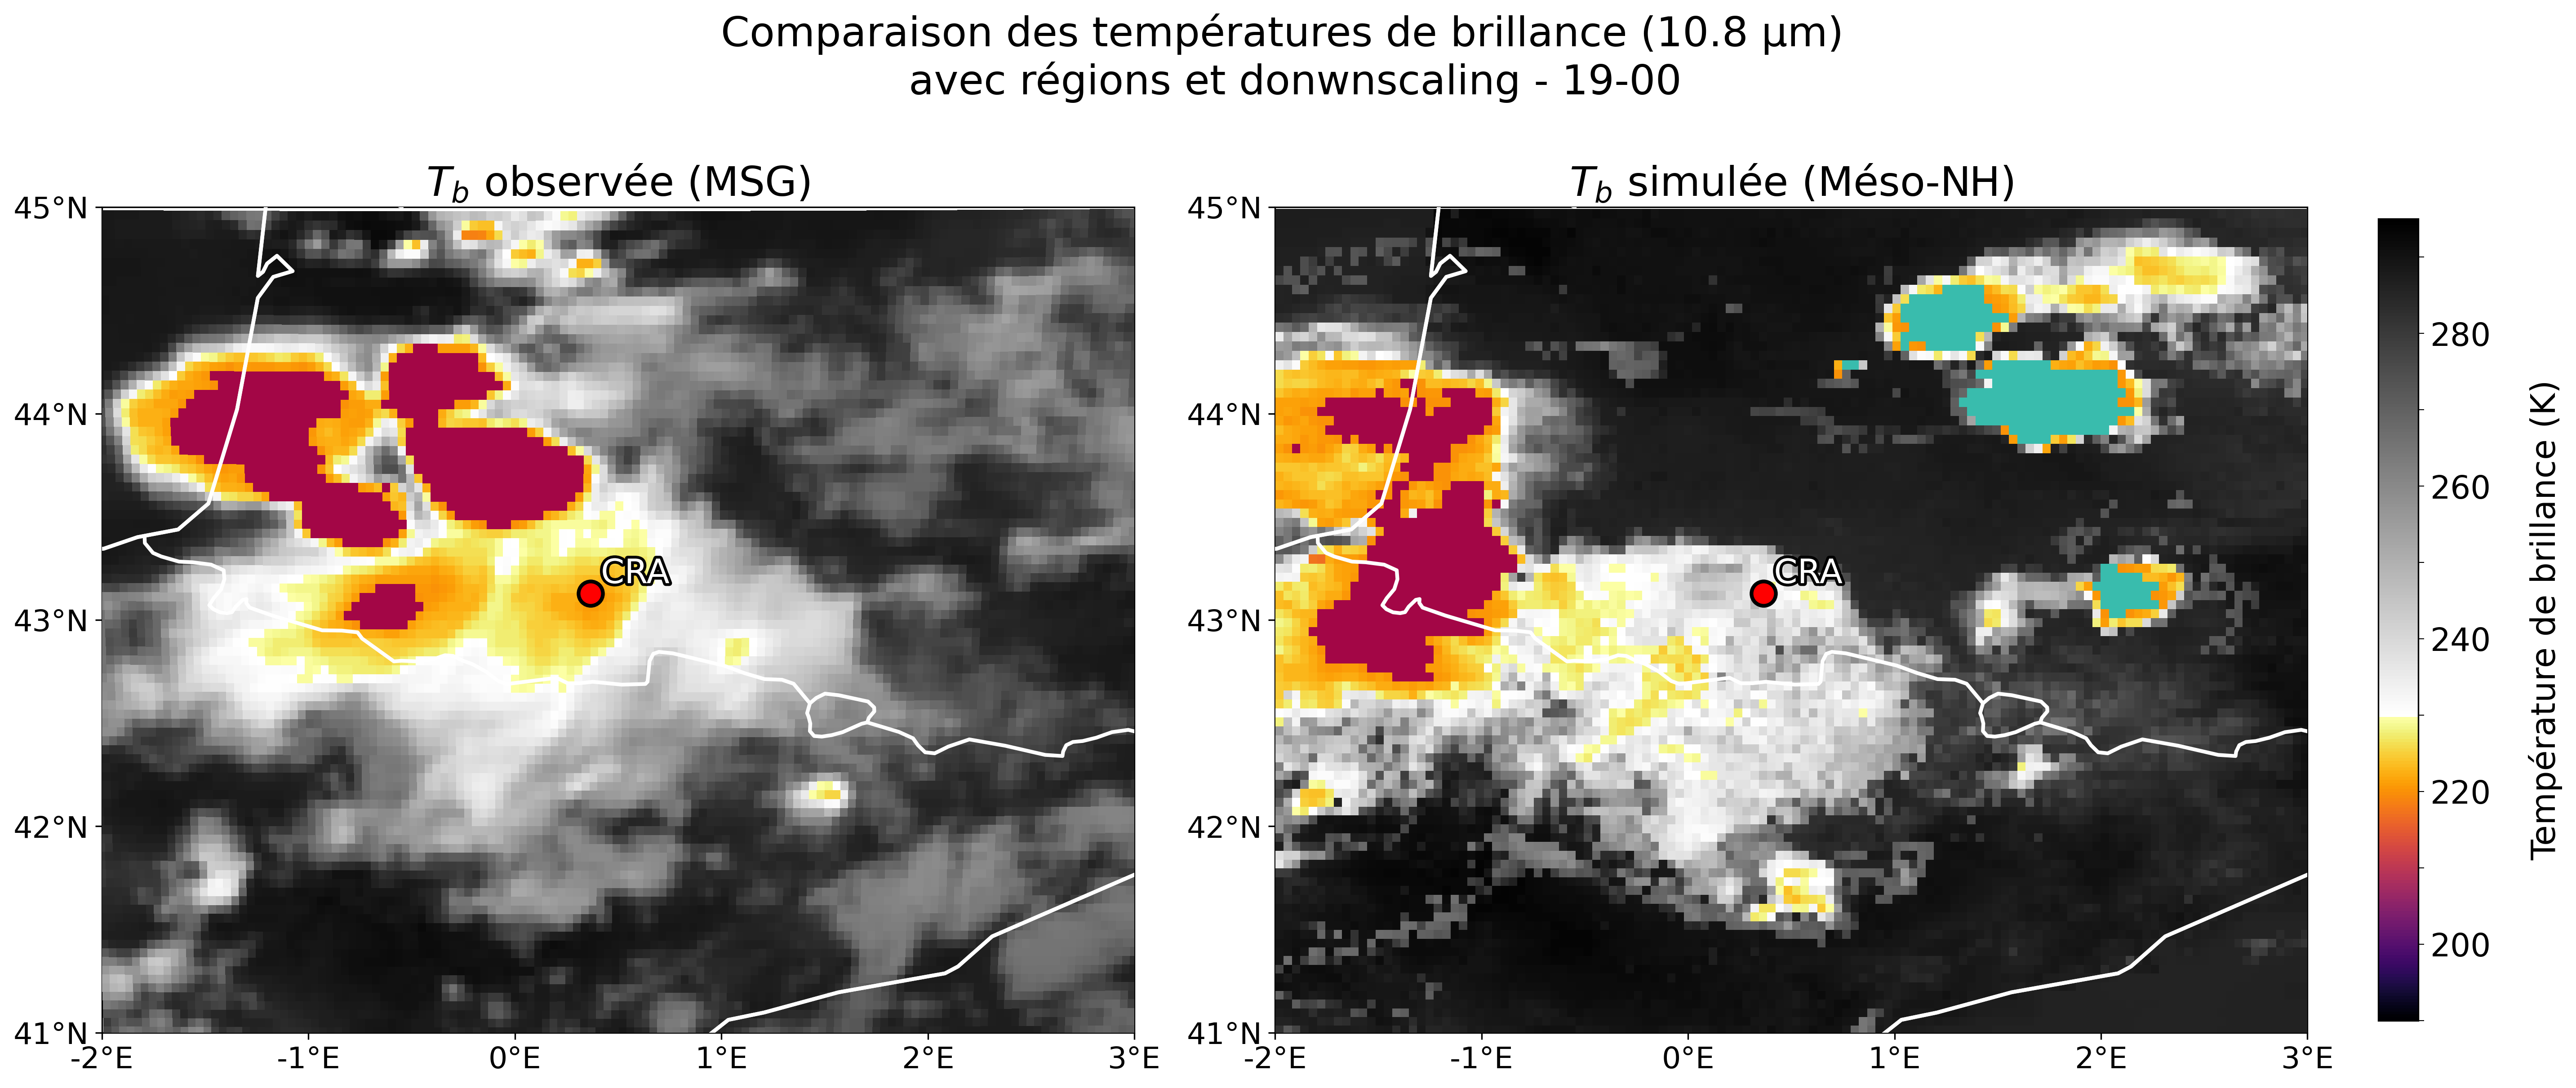 Comparaison des températures de brillance (10.8 µm)
avec régions et donwnscaling - 19-00
T_b observée (MSG)
T_b simulée (Méso-NH)
45°N
44°N
43°N
42°N
41°N
-2°E
-1°E
0°E
1°E
2°E
3°E
CRA
45°N
44°N
43°N
42°N
41°N
-2°E
-1°E
0°E
1°E
2°E
3°E
CRA
280
260
240
220
200
Température de brillance (K)